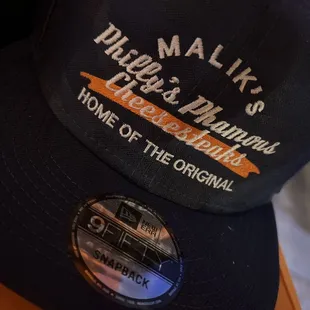 MALIK'S
Philly's Phamous
Cheesesteaks
HOME OF THE ORIGINAL
NEW ERA
9FIFTY
SNAPBACK